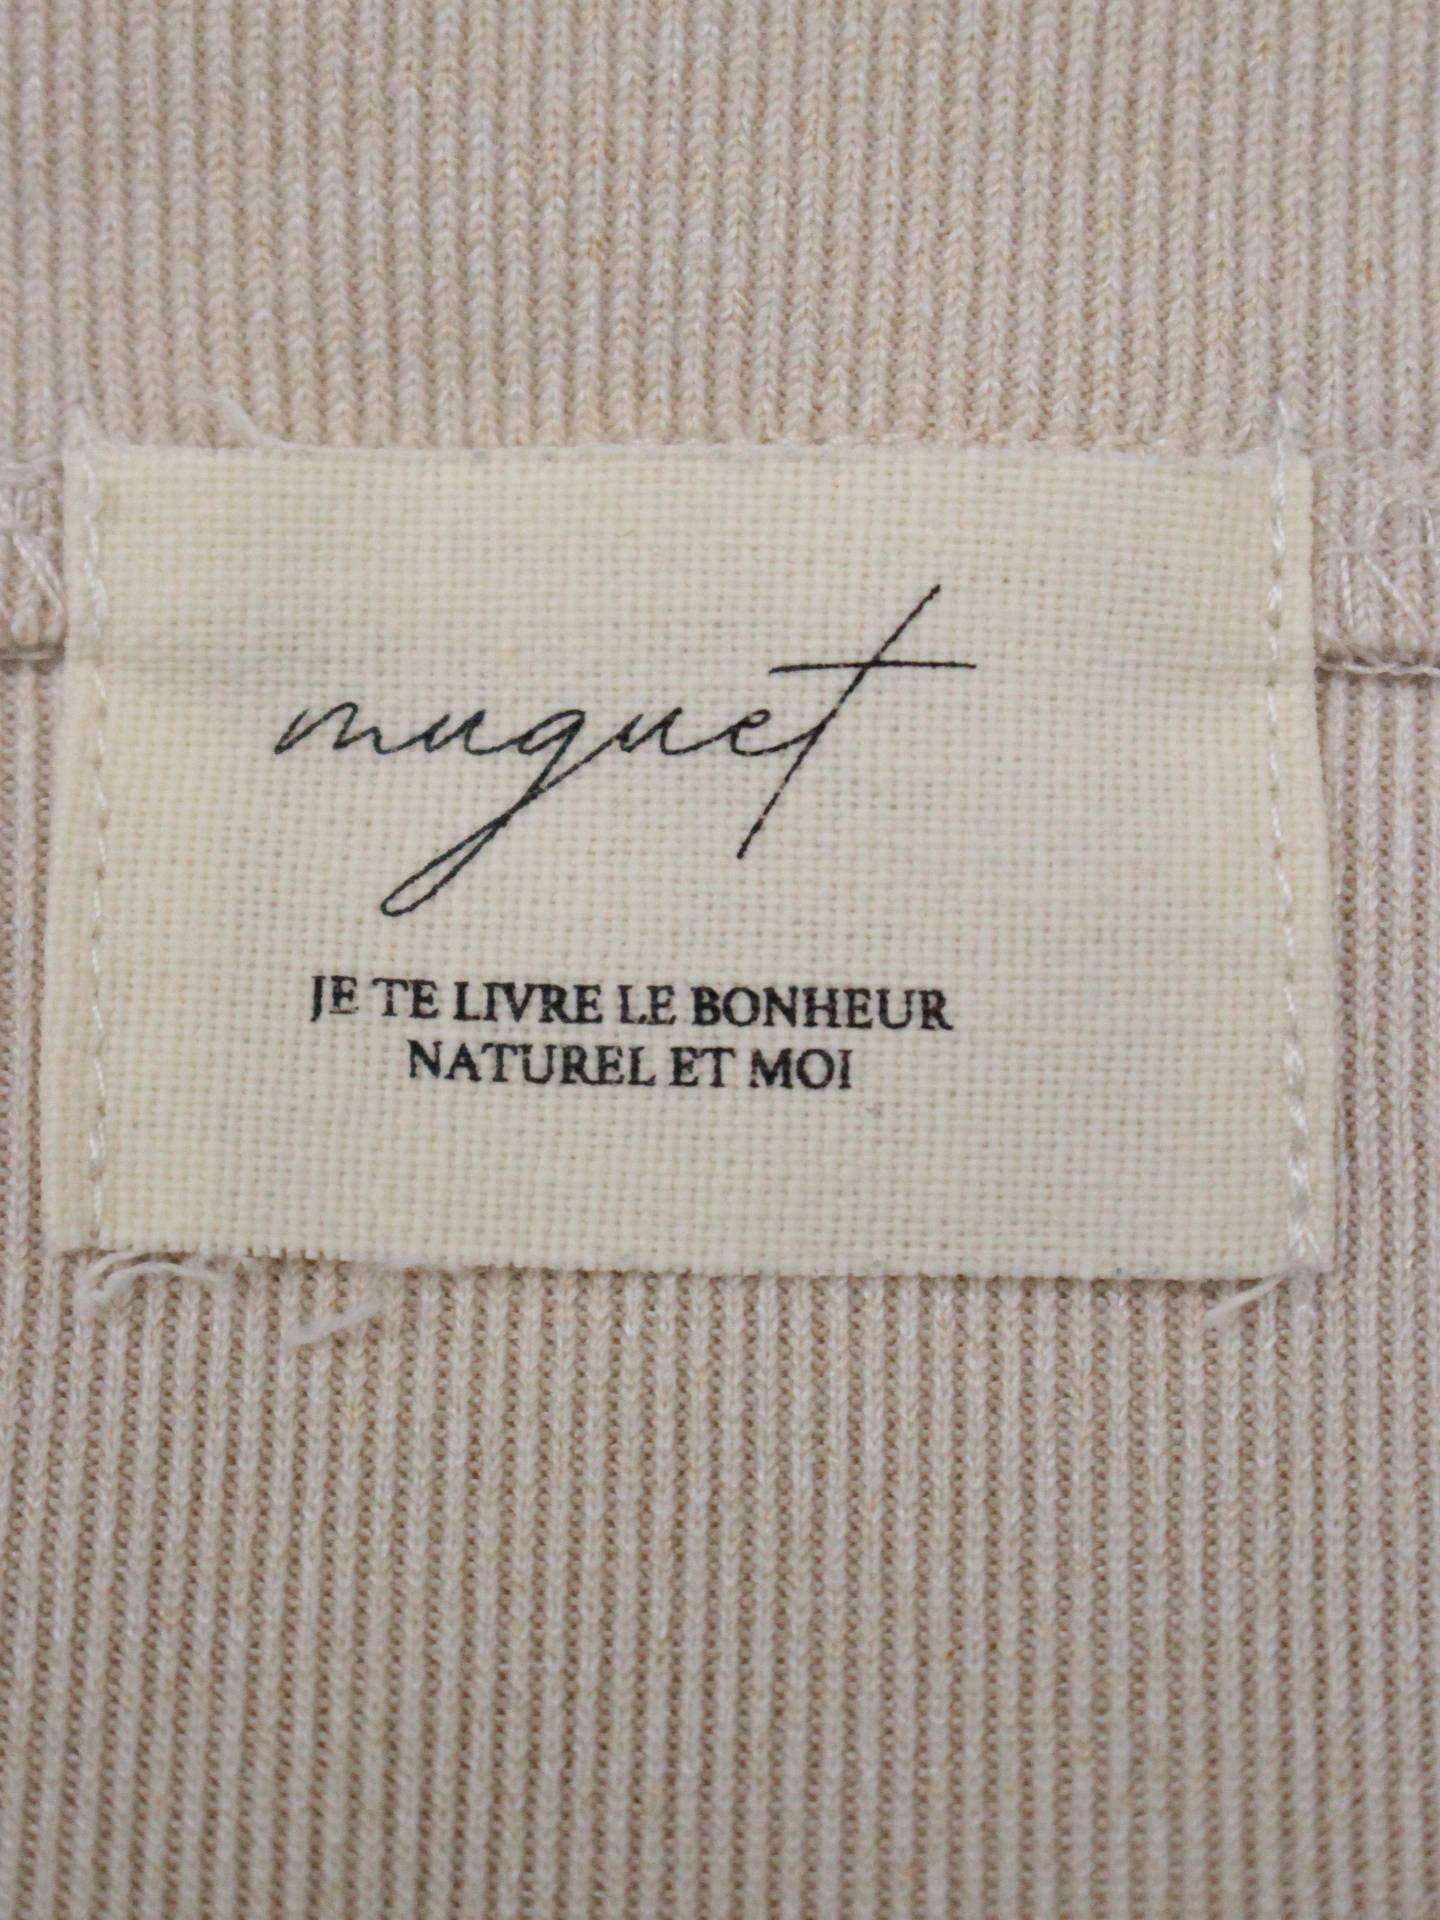 muguet
JE TE LIVRE LE BONHEUR
NATUREL ET MOI